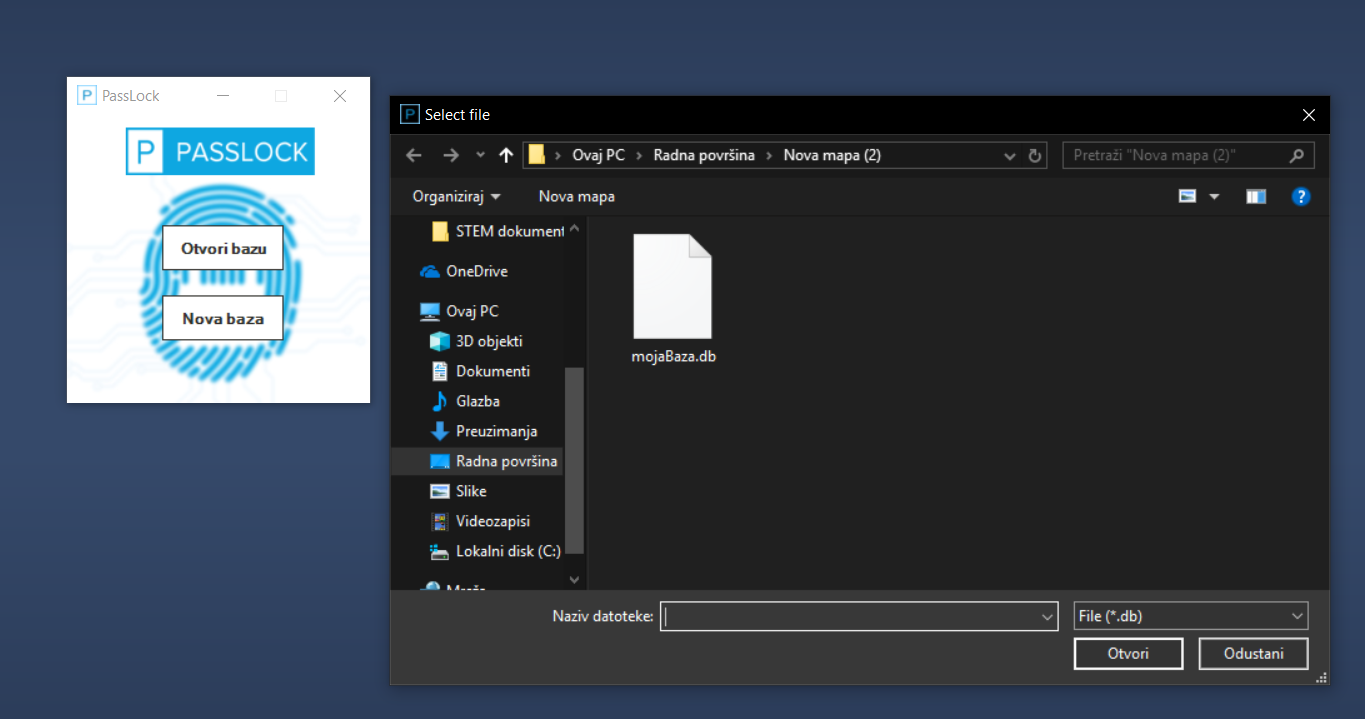 PassLock
P PASSLOCK
Otvori bazu
Nova baza
Select file
Ovaj PC > Radna površina > Nova mapa (2)
Pretraži "Nova mapa (2)"
Organiziraj
Nova mapa
STEM dokument
OneDrive
Ovaj PC
3D objekti
Dokumenti
Glazba
Preuzimanja
Radna površina
Slike
Videozapisi
Lokalni disk (C:)
mojaBaza.db
Naziv datoteke:
File (*.db)
Otvori
Odustani